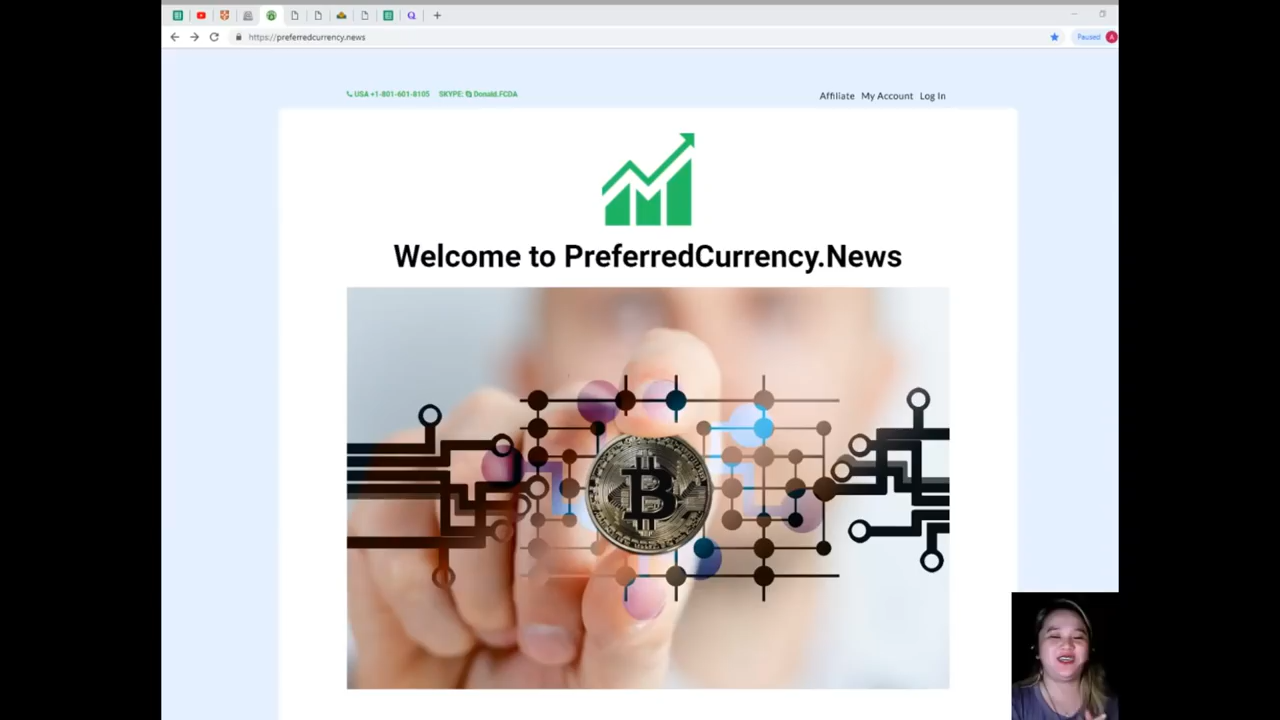 https://preferredcurrency.news
Paused A
USA +1-801-601-8105 SKYPE: Donald.FCDA
Affiliate My Account Log In
Welcome to PreferredCurrency.News
B